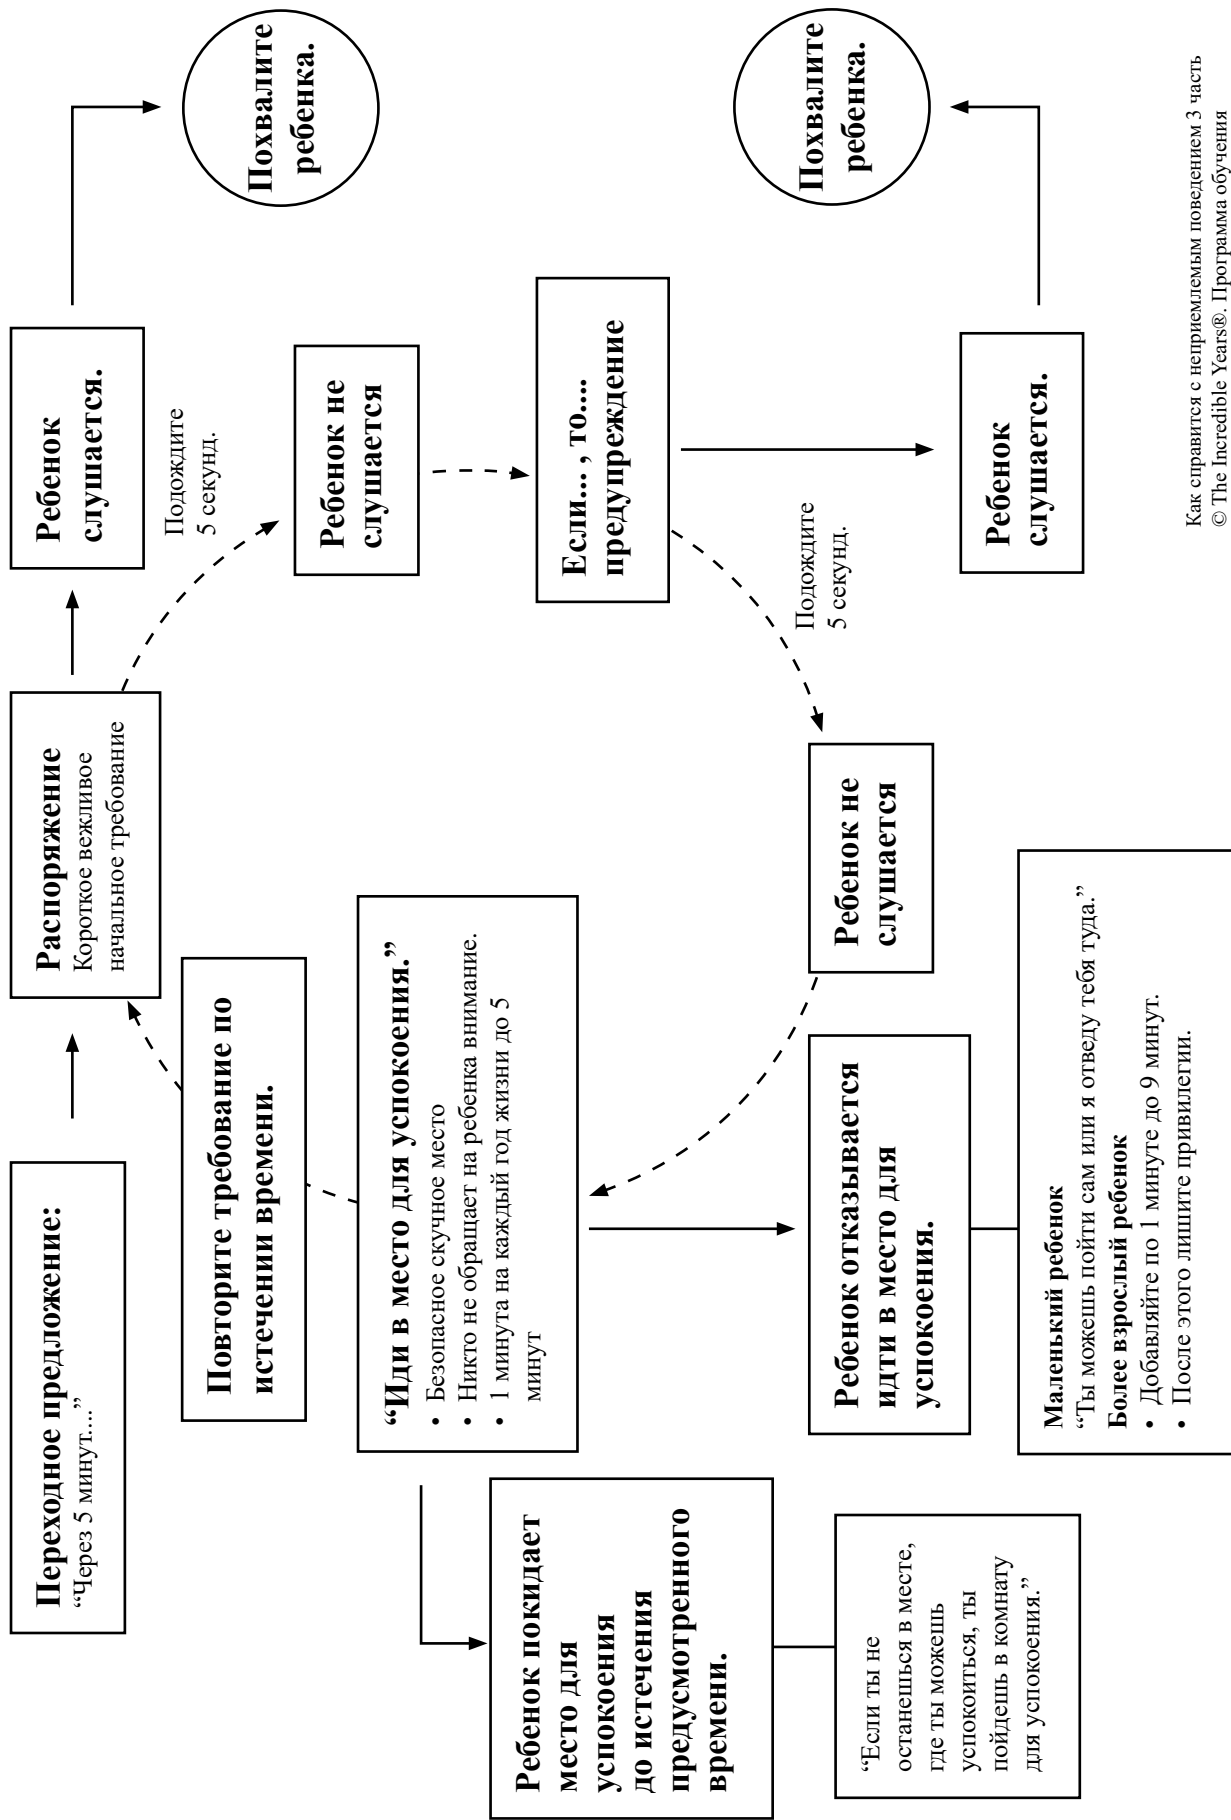 Переходное предложение:
“Через 5 минут....”
Распоряжение
Короткое вежливое
начальное требование
Ребенок
слушается.
Похвалите
ребенка.
Подождите
5 секунд.
Повторите требование по
истечении времени.
Ребенок не
слушается
“Иди в место для успокоения.”
• Безопасное скучное место
• Никто не обращает на ребенка внимание.
• 1 минута на каждый год жизни до 5
минут
Если... , то....
предупреждение
Ребенок покидает
место для
успокоения
до истечения
предусмотренного
времени.
Подождите
5 секунд.
Ребенок отказывается
идти в место для
успокоения.
Ребенок не
слушается
Похвалите
ребенка.
“Если ты не
останешься в месте,
где ты можешь
успокоиться, ты
пойдешь в комнату
для успокоения.”
Ребенок
слушается.
Маленький ребенок
“Ты можешь пойти сам или я отведу тебя туда.”
Более взрослый ребенок
• Добавляйте по 1 минуте до 9 минут.
• После этого лишите привилегии.
Как справится с неприемлемым поведением 3 часть
© The Incredible Years®. Программа обучения